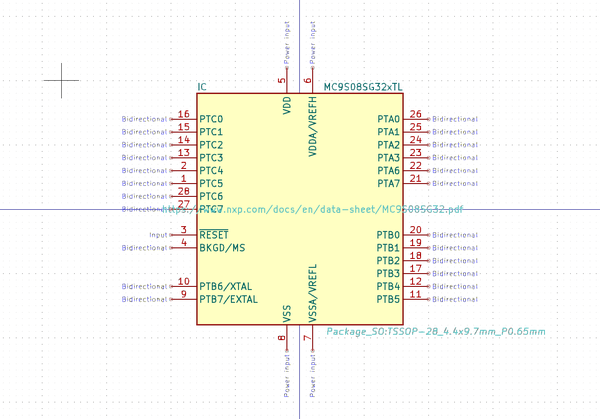 Power input Power input
5 6
IC MC9S08SG32xTL
VDD VDDA/VREFH
Bidirectional 16 PTC0 PTA0 26 Bidirectional
Bidirectional 15 PTC1 PTA1 25 Bidirectional
Bidirectional 14 PTC2 PTA2 24 Bidirectional
Bidirectional 13 PTC3 PTA3 23 Bidirectional
Bidirectional 2 PTC4 PTA6 22 Bidirectional
Bidirectional 1 PTC5 PTA7 21 Bidirectional
Bidirectional 28 PTC6
Bidirectional 27 PTC7 https://www.nxp.com/docs/en/data-sheet/MC9S08SG32.pdf
Input 3 RESET PTB0 20 Bidirectional
Bidirectional 4 BKGD/MS PTB1 19 Bidirectional
PTB2 18 Bidirectional
PTB3 17 Bidirectional
Bidirectional 10 PTB6/XTAL PTB4 12 Bidirectional
Bidirectional 9 PTB7/EXTAL PTB5 11 Bidirectional
VSS VSSA/VREFL
Package_SO:TSSOP-28_4.4x9.7mm_P0.65mm
8 7
Power input Power input